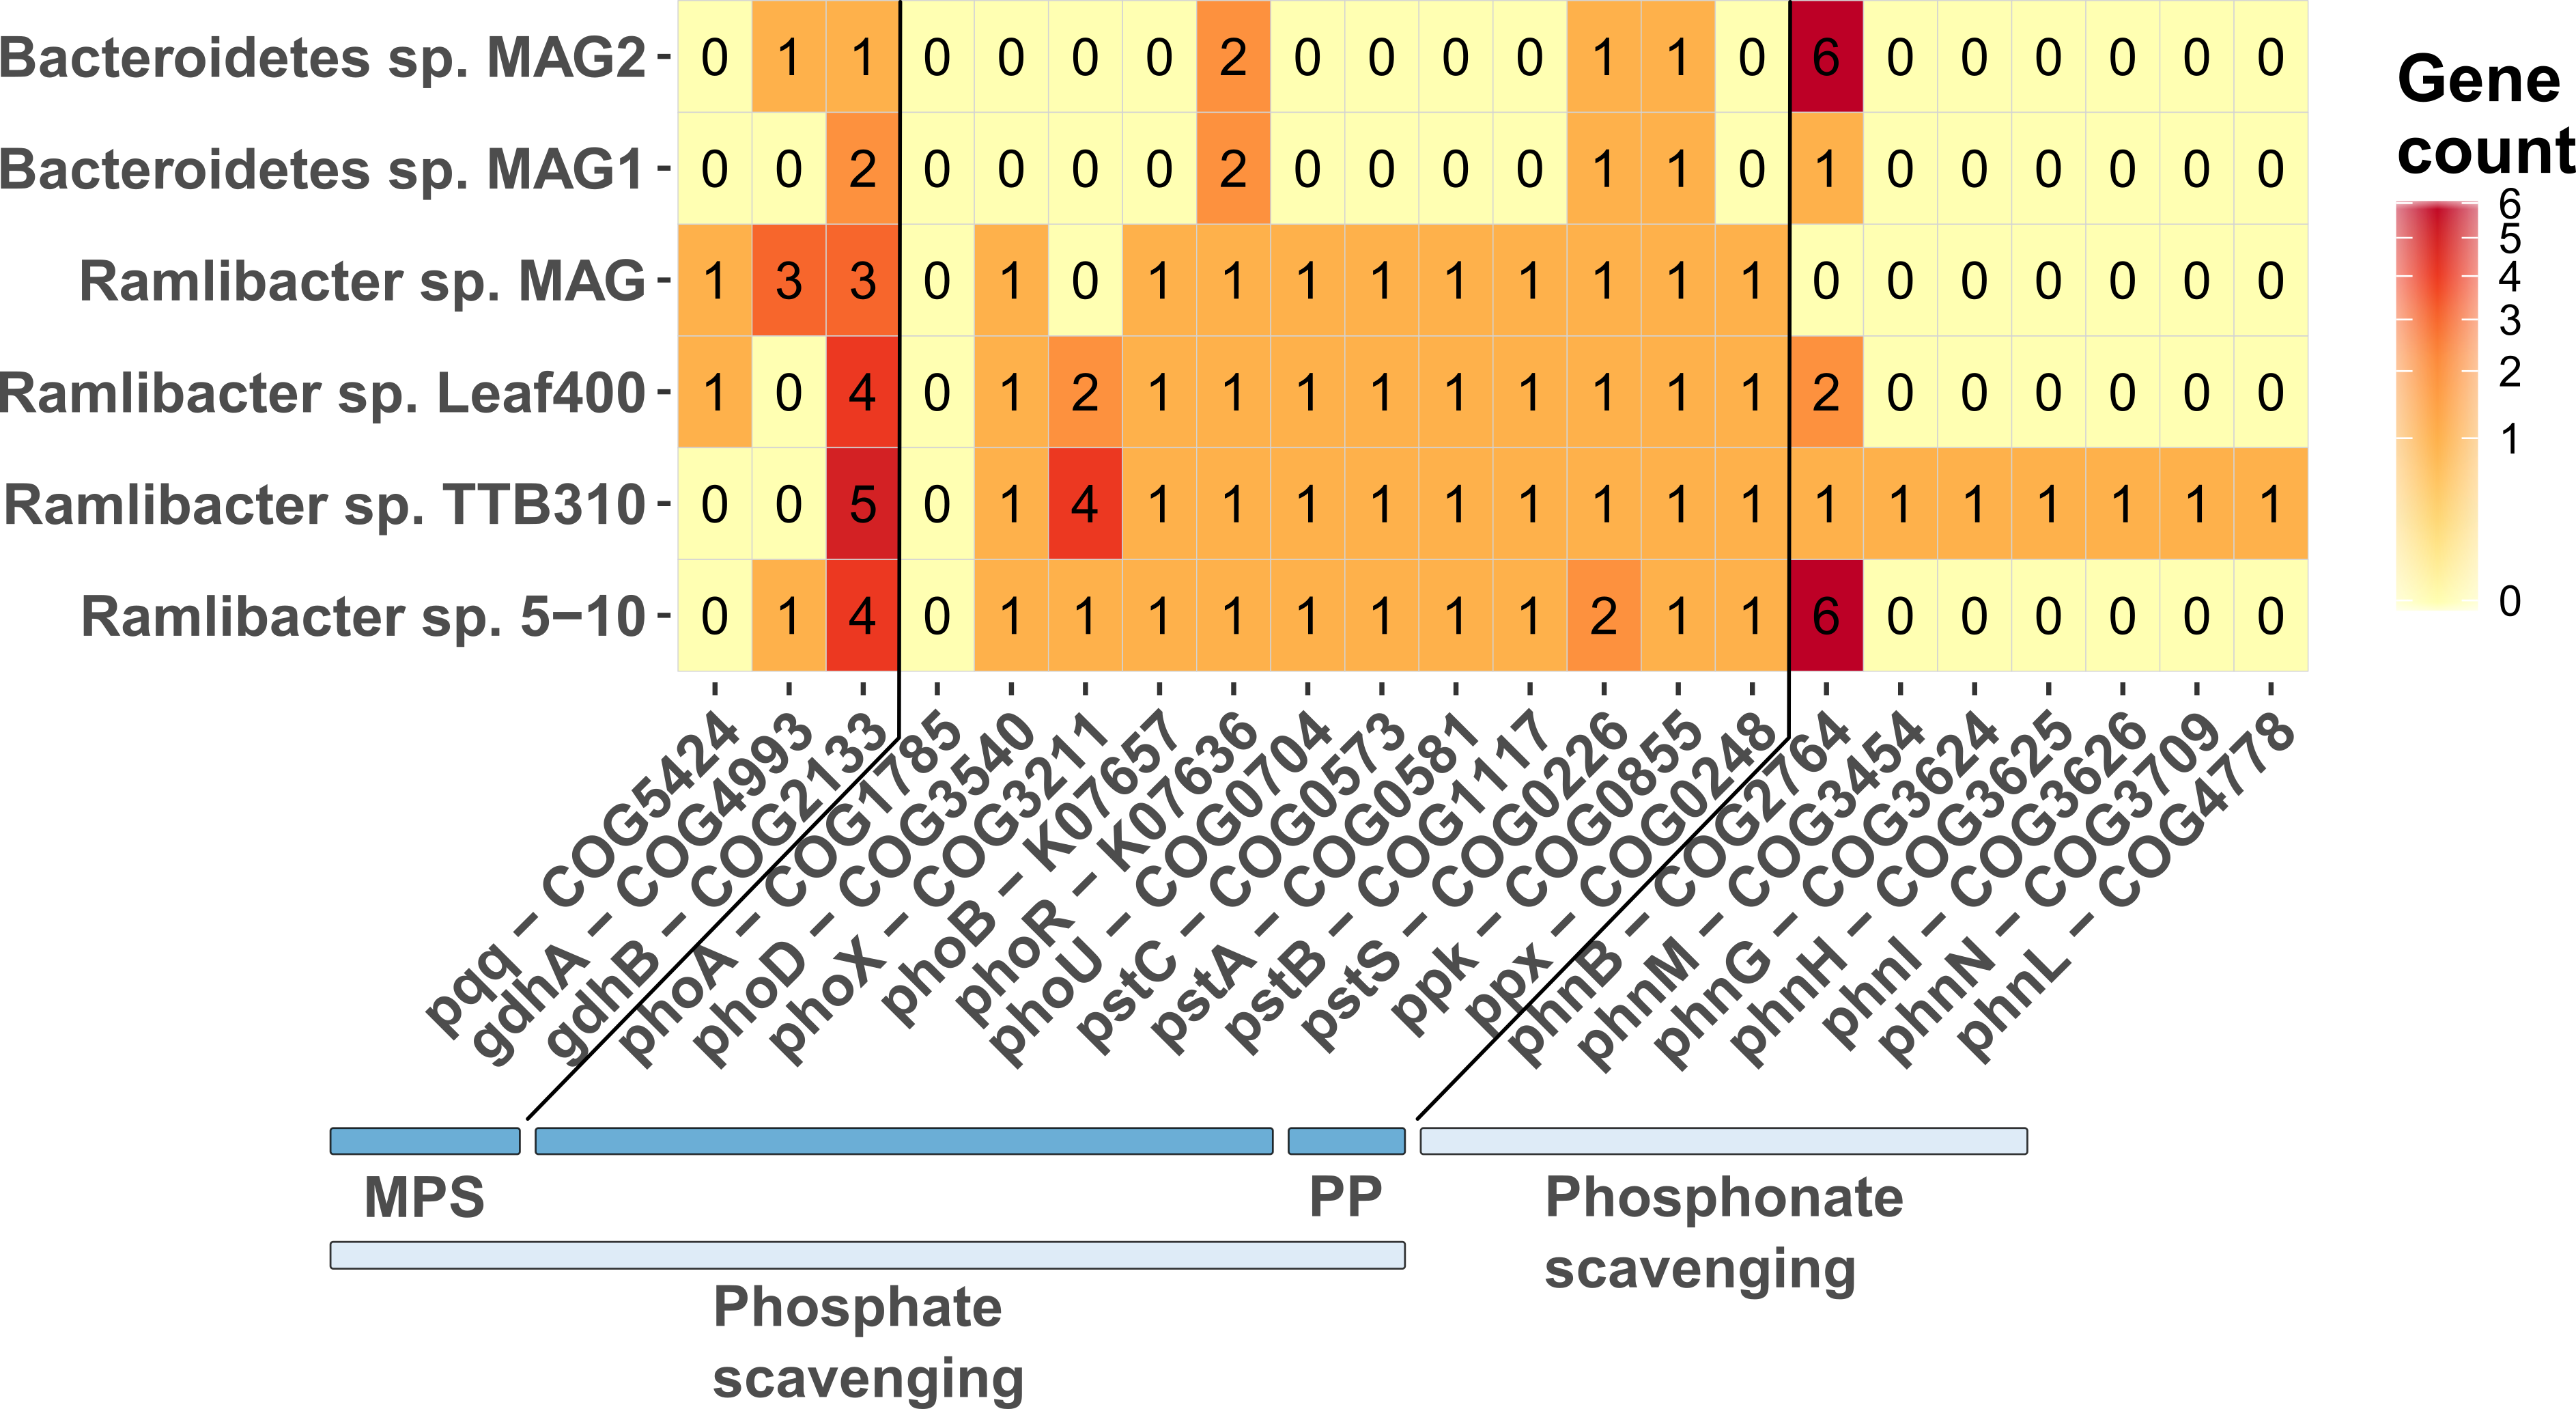 Bacteroidetes sp. MAG2 0 1 1 0 0 0 0 2 0 0 0 0 1 1 0 6 0 0 0 0 0 0
Bacteroidetes sp. MAG1 0 0 2 0 0 0 0 2 0 0 0 0 1 1 0 1 0 0 0 0 0 0
Ramlibacter sp. MAG 1 3 3 0 1 0 1 1 1 1 1 1 1 1 1 0 0 0 0 0 0 0
Ramlibacter sp. Leaf400 1 0 4 0 1 2 1 1 1 1 1 1 1 1 1 2 0 0 0 0 0 0
Ramlibacter sp. TTB310 0 0 5 0 1 4 1 1 1 1 1 1 1 1 1 1 1 1 1 1 1 1
Ramlibacter sp. 5−10 0 1 4 0 1 1 1 1 1 1 1 1 2 1 1 6 0 0 0 0 0 0
Gene
count
6
5
4
3
2
1
0
pqq − COG5424
gdhA − COG4993
gdhB − COG2133
phoA − COG1785
phoD − COG3540
phoX − COG3211
phoB − K07657
phoR − K07636
phoU − COG0704
pstC − COG0573
pstA − COG0581
pstB − COG1117
pstS − COG0226
ppk − COG0855
ppx − COG0248
phnB − COG2764
phnM − COG3454
phnG − COG3624
phnH − COG3625
phnI − COG3626
phnN − COG3709
phnL − COG4778
MPS
PP
Phosphonate
scavenging
Phosphate
scavenging